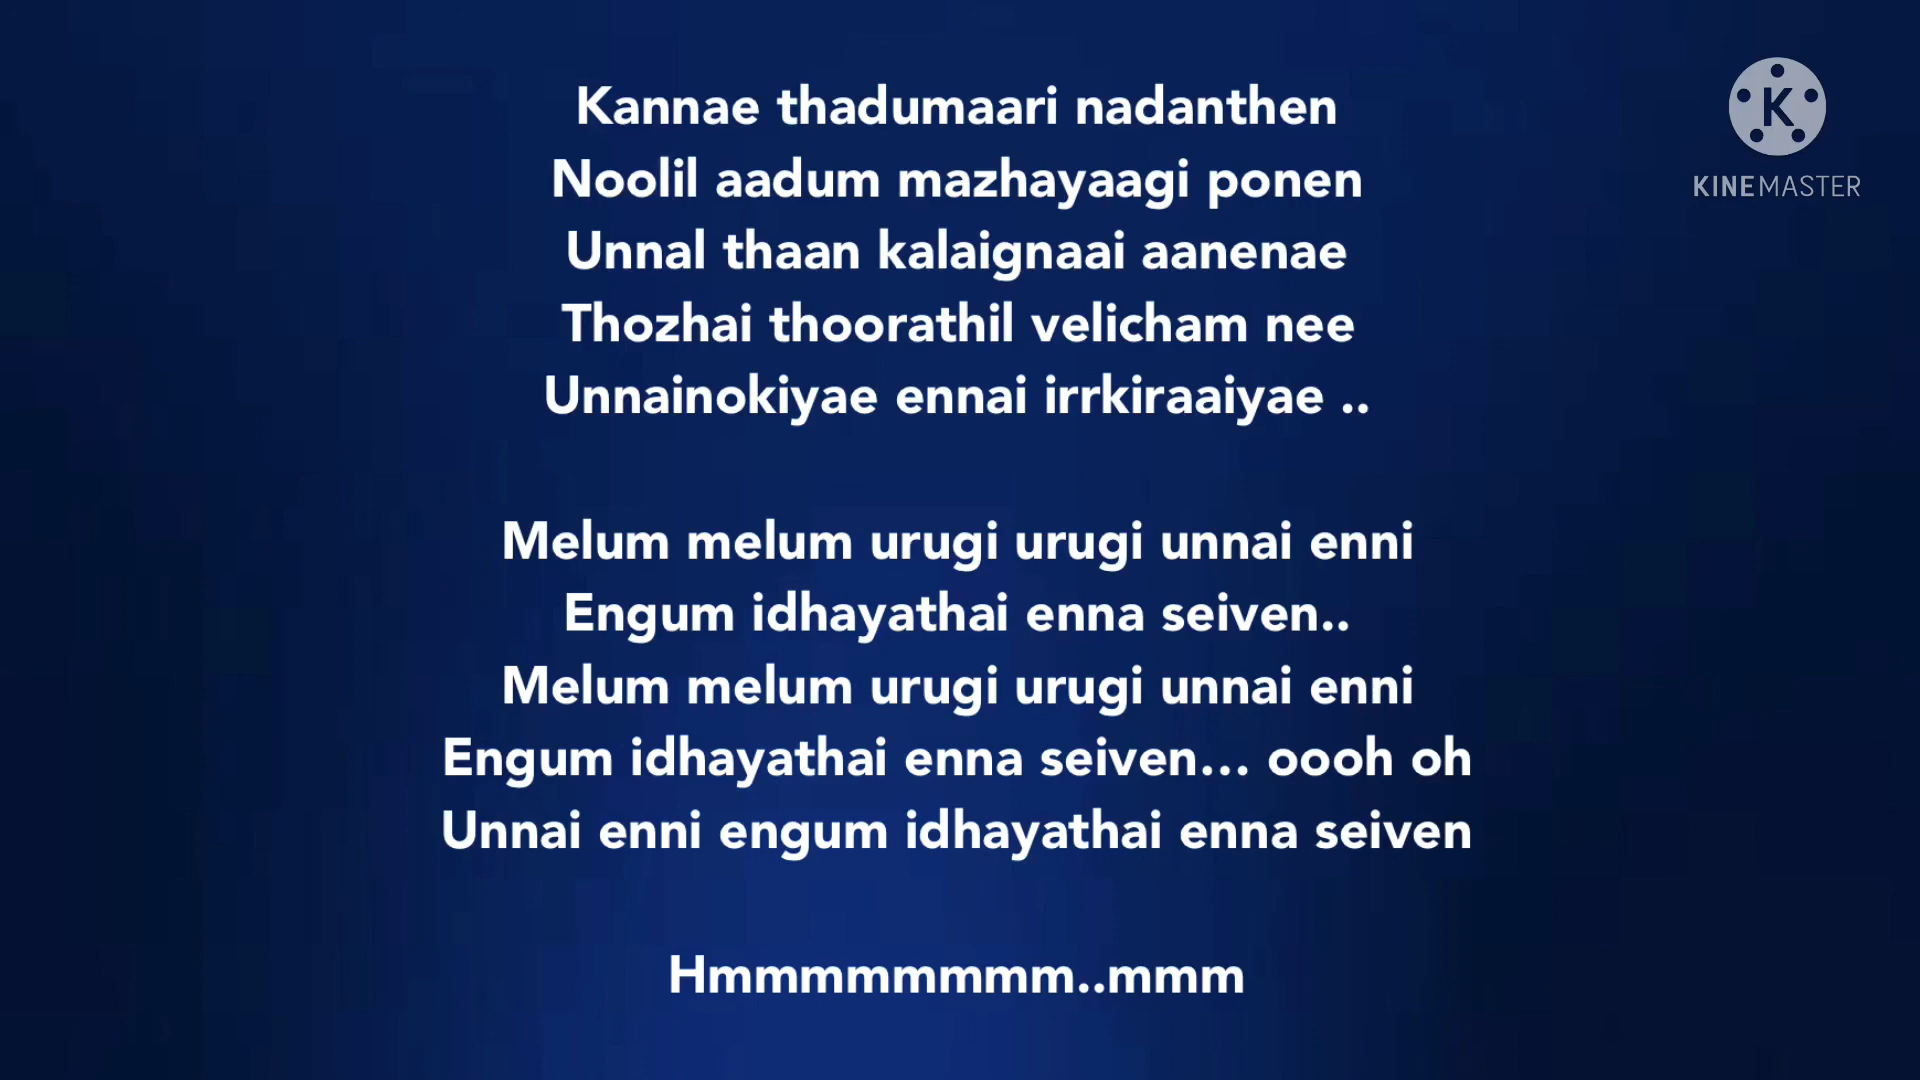 Kannae thadumaari nadanthen
Noolil aadum mazhayaagi ponen
Unnal thaan kalaignaai aanenae
Thozhai thoorathil velicham nee
Unnainokiyae ennai irrkiraaiyae ..
Melum melum urugi urugi unnai enni
Engum idhayathai enna seiven..
Melum melum urugi urugi unnai enni
Engum idhayathai enna seiven... oooh oh
Unnai enni engum idhayathai enna seiven
Hmmmmmmmm..mmm
K
KINEMASTER